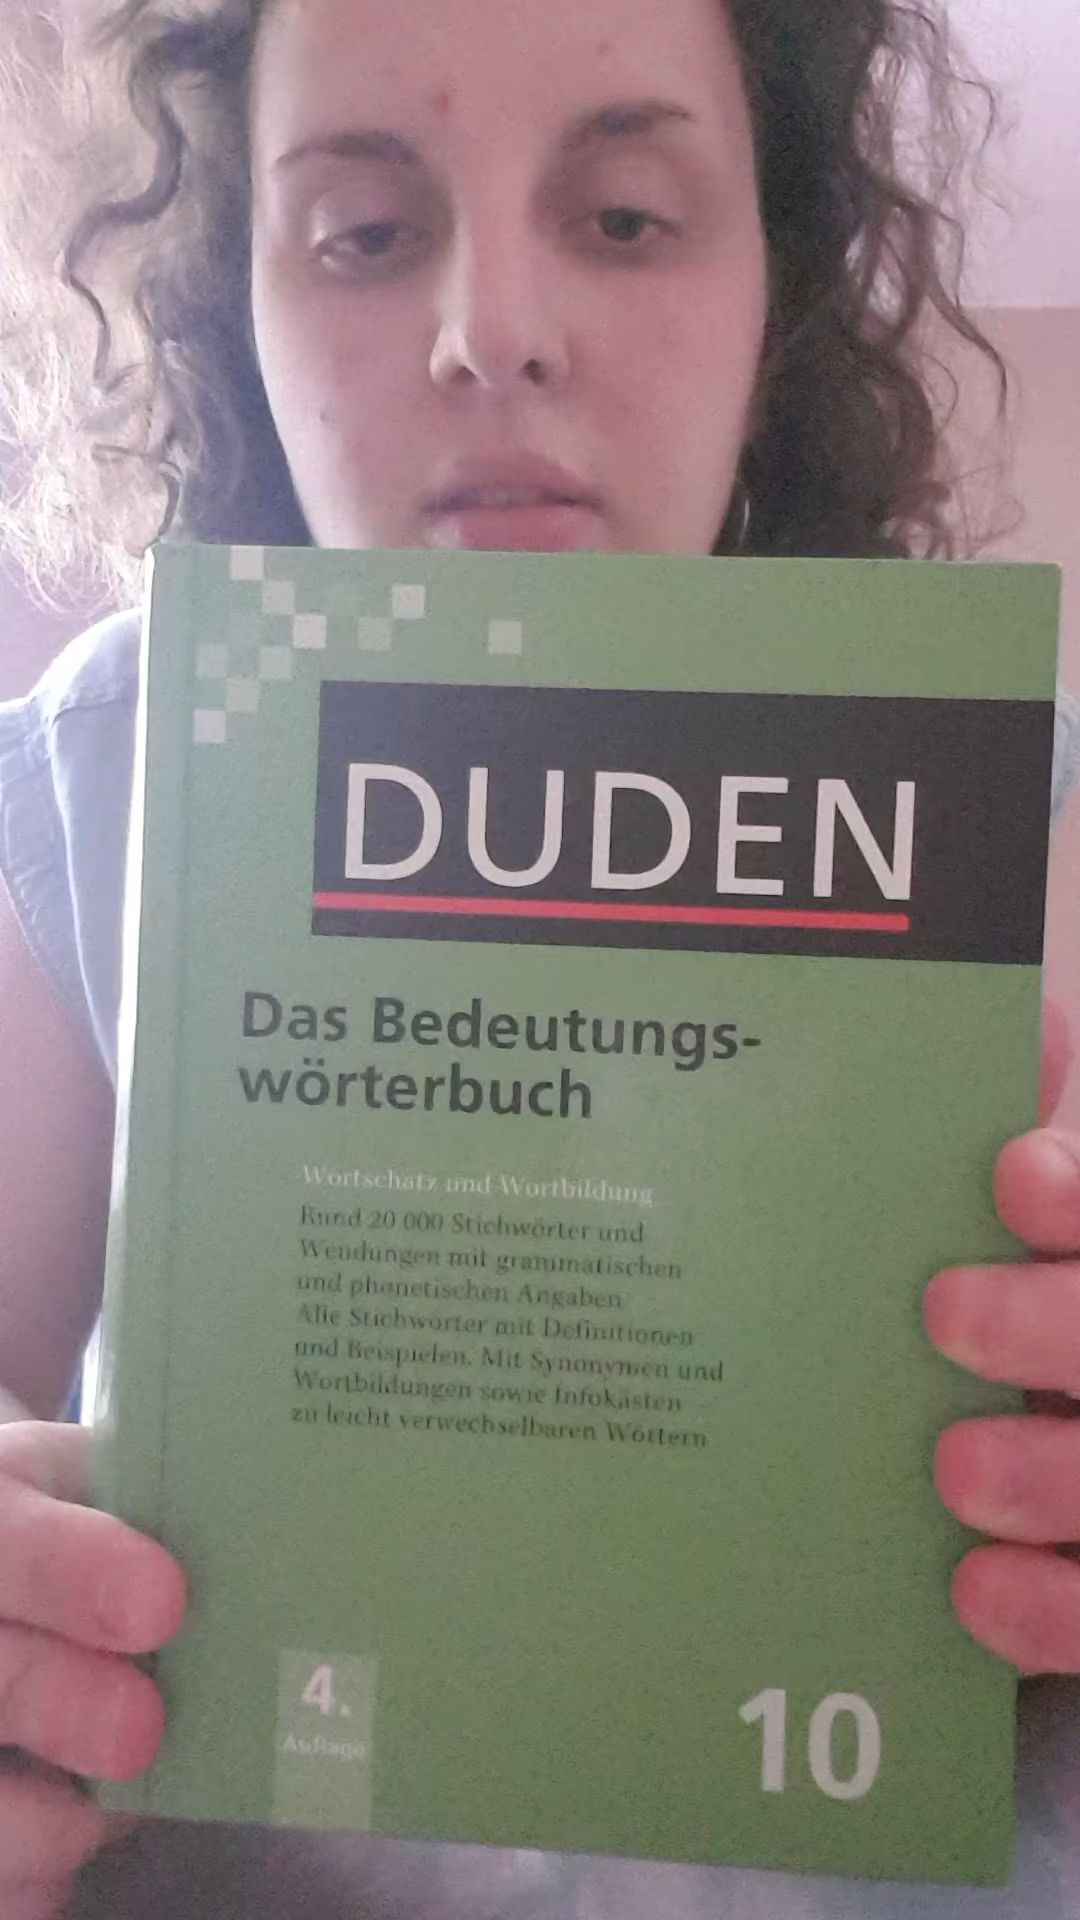 DUDEN
Das Bedeutungs-
wörterbuch
Wortschatz und Wortbildung
Rund 20 000 Stichwörter und
Wendungen mit grammatischen
und phonetischen Angaben
Alle Stichwörter mit Definitionen
und Beispielen. Mit Synonymen und
Wortbildungen sowie Infokästen
zu leicht verwechselbaren Wörtern
4.
Auflage
10